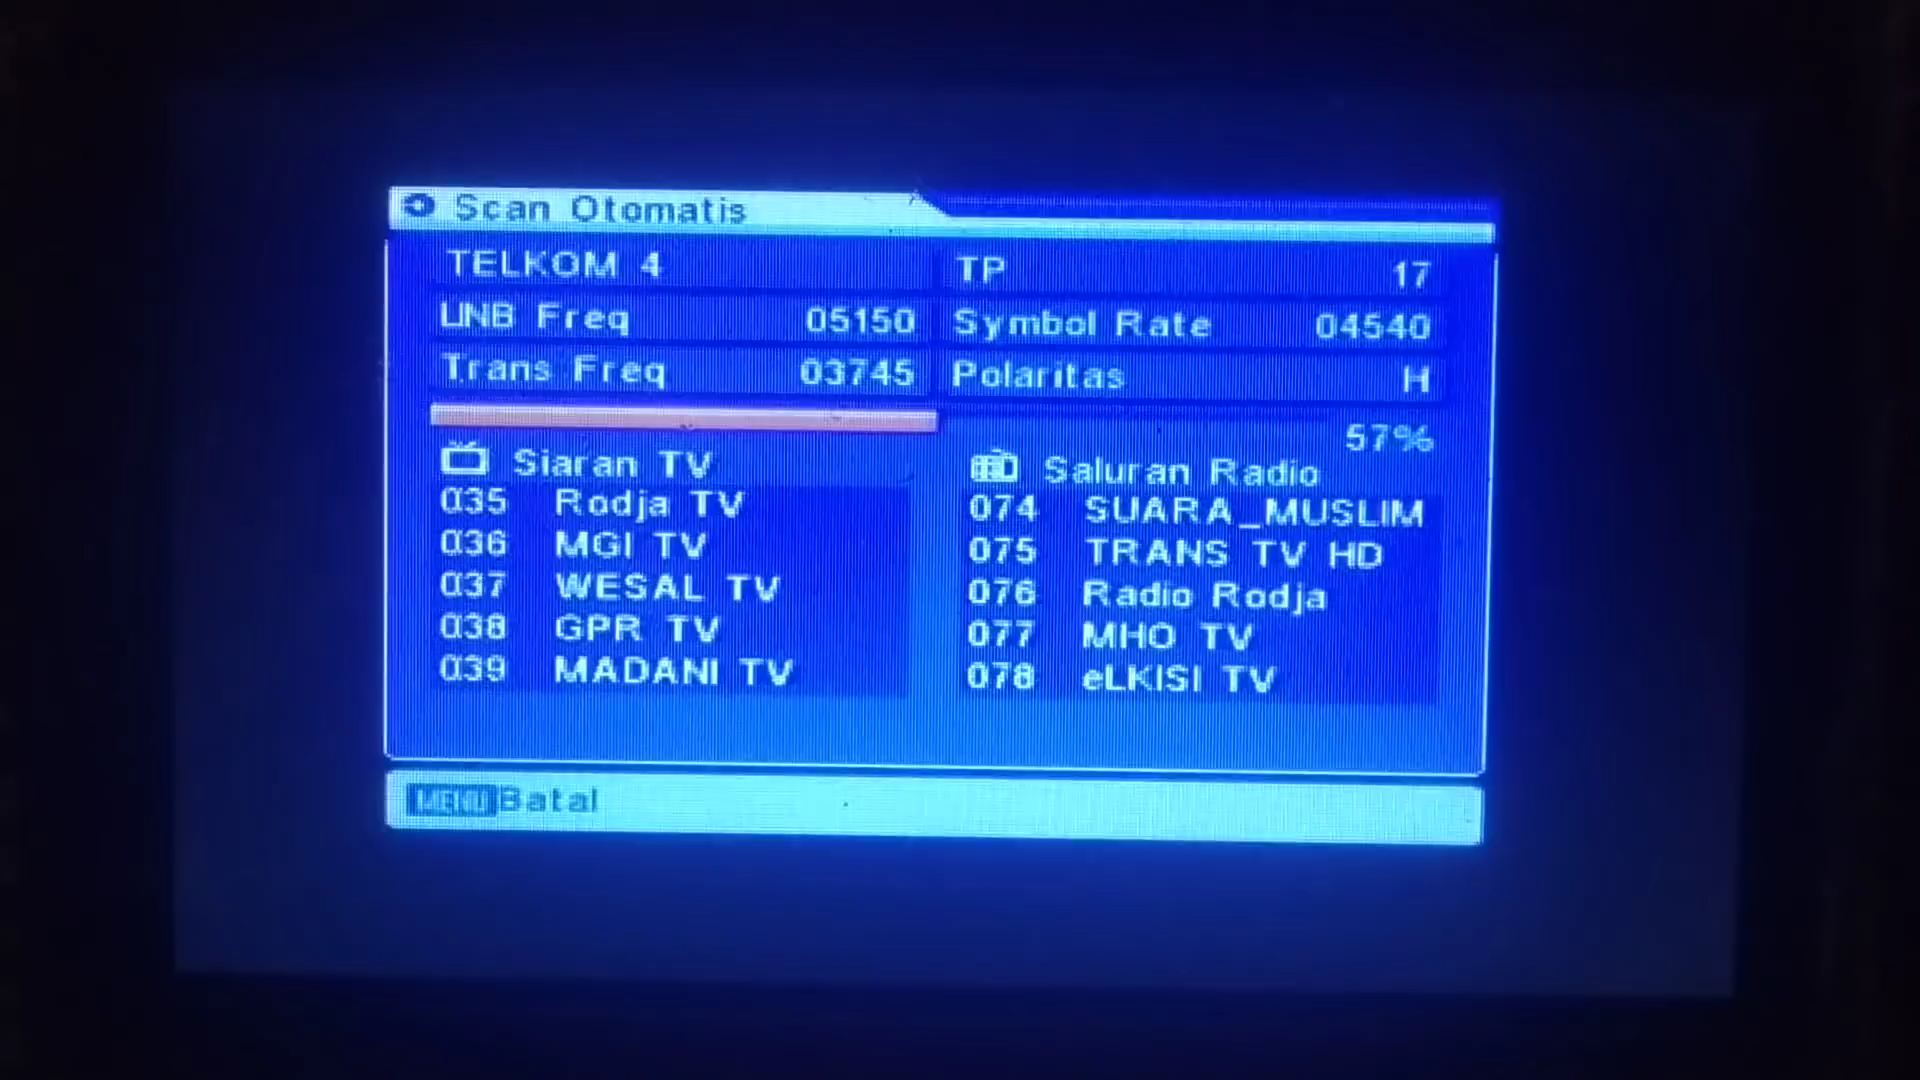 Scan Otomatis
TELKOM 4 TP 17
LNB Freq 05150 Symbol Rate 04540
Trans Freq 03745 Polaritas H
57%
Siaran TV Saluran Radio
035 Rodja TV 074 SUARA_MUSLIM
036 MGI TV 075 TRANS TV HD
037 WESAL TV 076 Radio Rodja
038 GPR TV 077 MHO TV
039 MADANI TV 078 eLKISI TV
MENU Batal